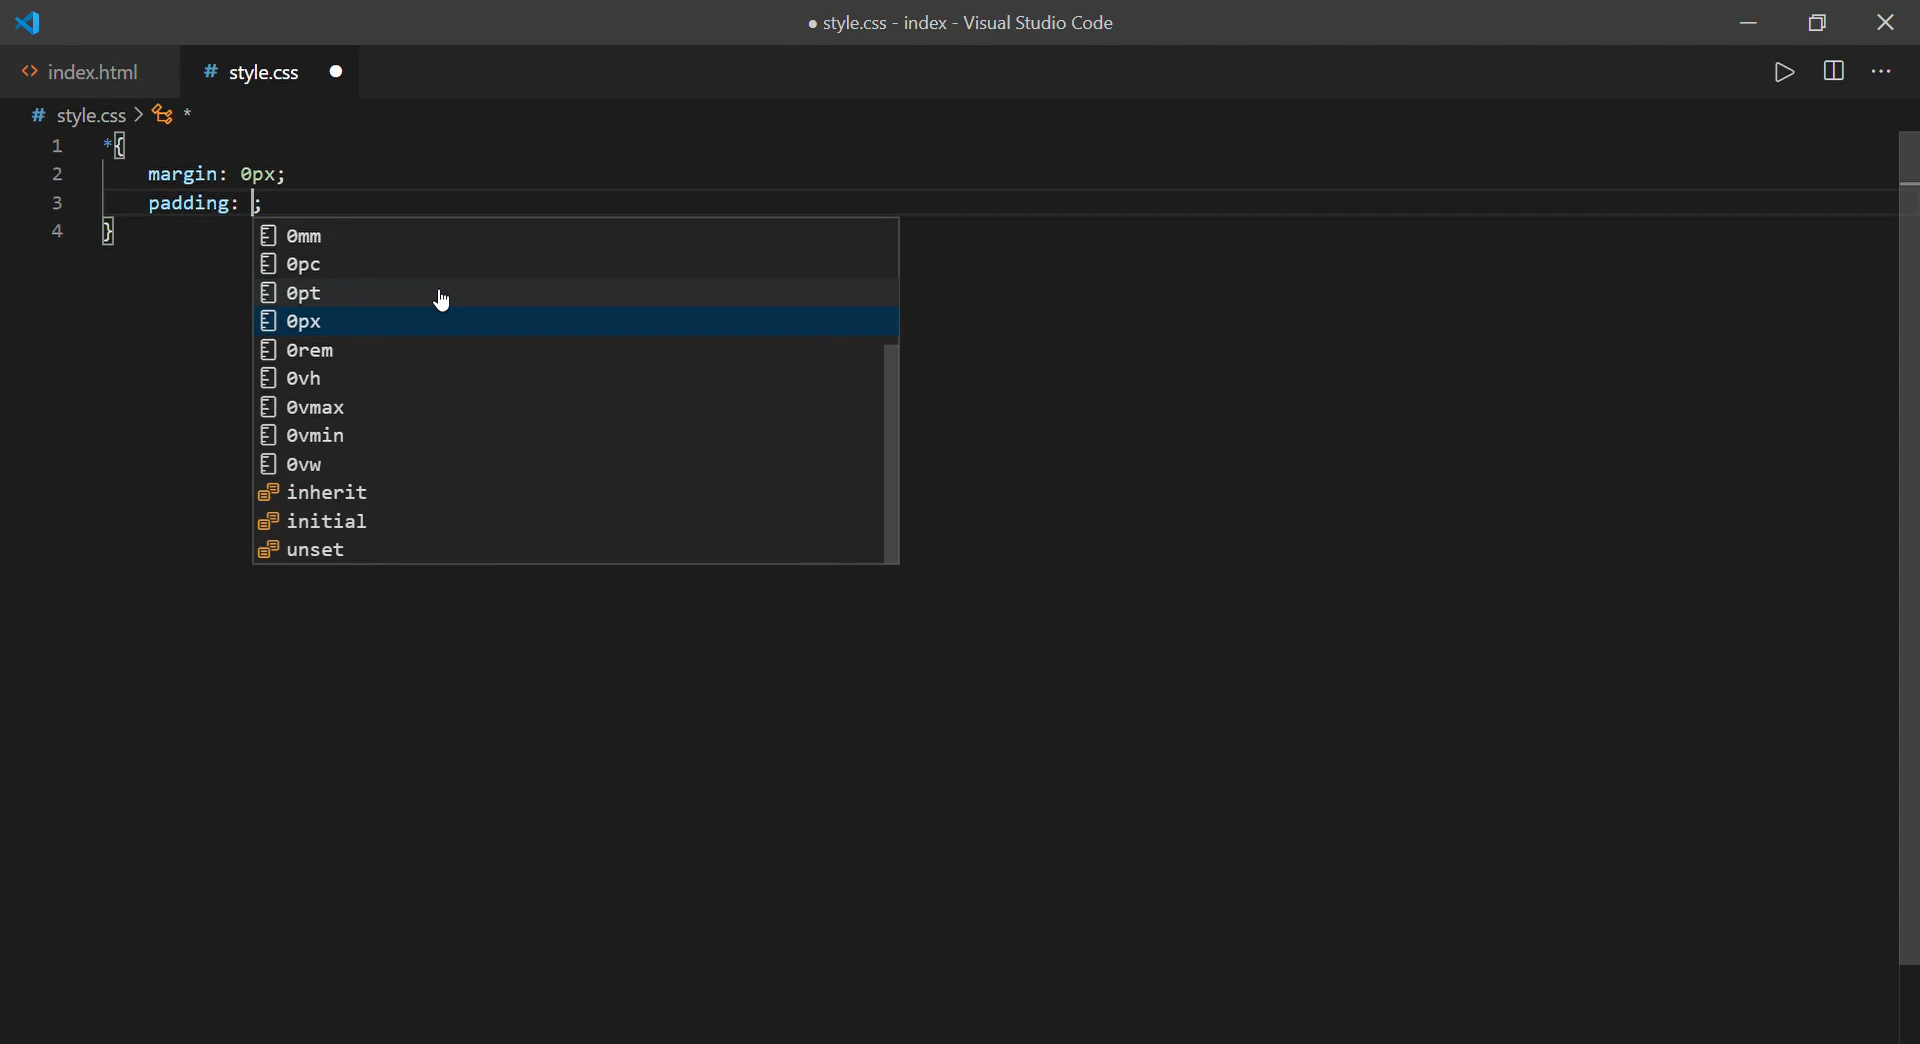 ● style.css - index - Visual Studio Code
index.html
# style.css ●
# style.css > *
1 *{
2 margin: 0px;
3 padding: ;
4 }
0mm
0pc
0pt
0px
0rem
0vh
0vmax
0vmin
0vw
inherit
initial
unset